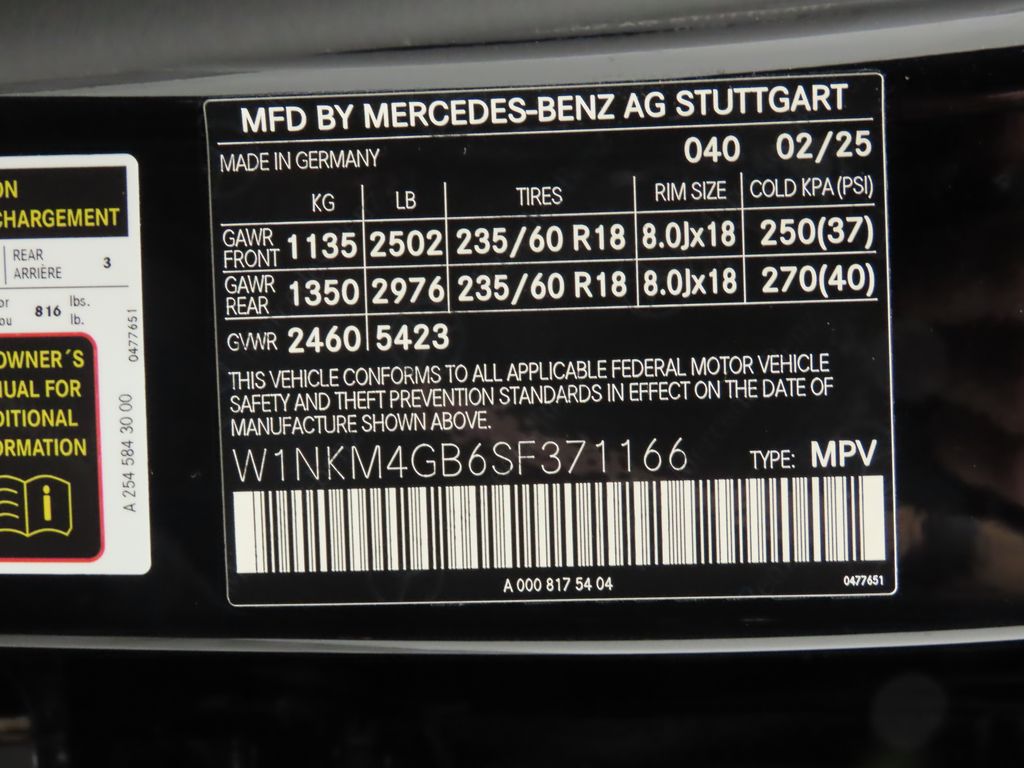 ON
CHARGEMENT
REAR
ARRIÈRE
3
or
ou
816
lbs.
lb.
OWNER´S
NUAL FOR
DITIONAL
ORMATION
0477651
A 254 584 30 00
MFD BY MERCEDES-BENZ AG STUTTGART
MADE IN GERMANY 040 02/25
KG LB TIRES RIM SIZE COLD KPA (PSI)
GAWR FRONT 1135 2502 235/60 R18 8.0Jx18 250(37)
GAWR REAR 1350 2976 235/60 R18 8.0Jx18 270(40)
GVWR 2460 5423
THIS VEHICLE CONFORMS TO ALL APPLICABLE FEDERAL MOTOR VEHICLE
SAFETY AND THEFT PREVENTION STANDARDS IN EFFECT ON THE DATE OF
MANUFACTURE SHOWN ABOVE.
W1NKM4GB6SF371166 TYPE: MPV
A 000 817 54 04 0477651